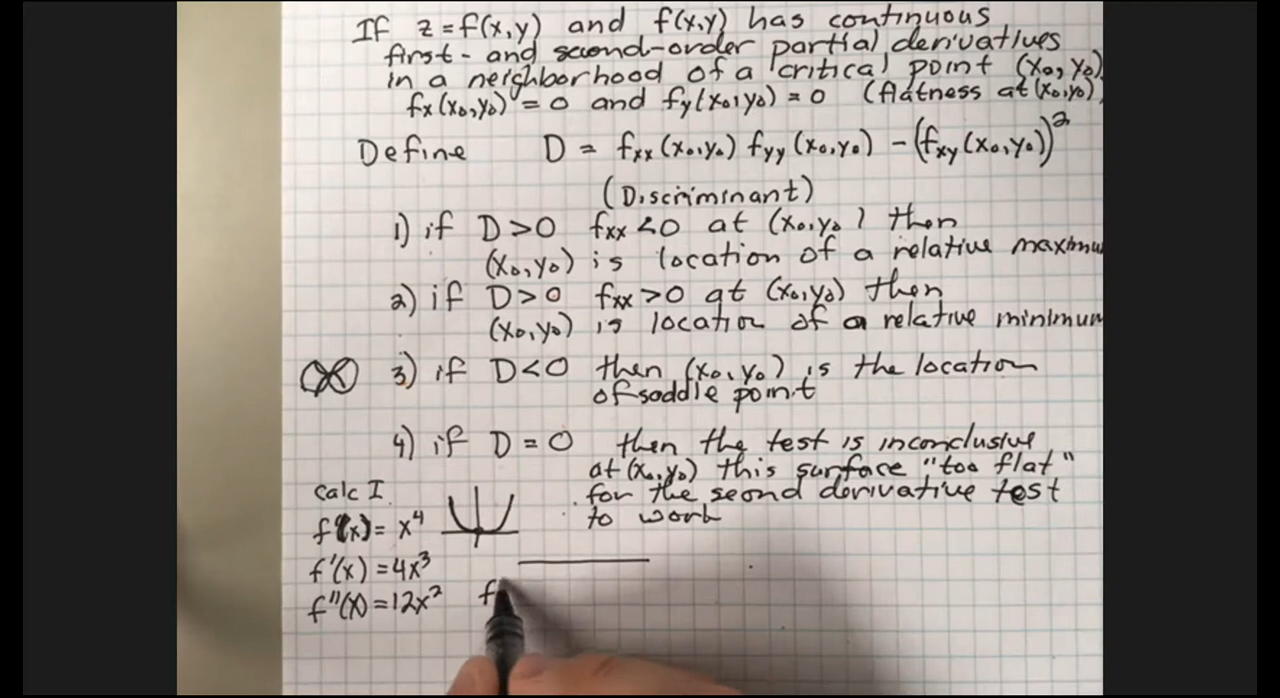 If z = f(x,y) and f(x,y) has continuous
first- and second-order partial derivatives
in a neighborhood of a critical point (x₀, y₀)
fx(x₀,y₀) = 0 and fy(x₀,y₀) = 0 (flatness at (x₀,y₀)
Define D = fxx(x₀,y₀) fyy(x₀,y₀) - (fxy(x₀,y₀))²
(Discriminant)
1) if D > 0 fxx < 0 at (x₀,y₀) then
(x₀,y₀) is location of a relative maximu
2) if D > 0 fxx > 0 at (x₀,y₀) then
(x₀,y₀) is location of a relative minimum
3) if D < 0 then (x₀,y₀) is the location
of saddle point
4) if D = 0 then the test is inconclusive
at (x₀,y₀) this surface "too flat"
for the second derivative test
to work
Calc I
f(x) = x⁴
f'(x) = 4x³
f''(x) = 12x² f